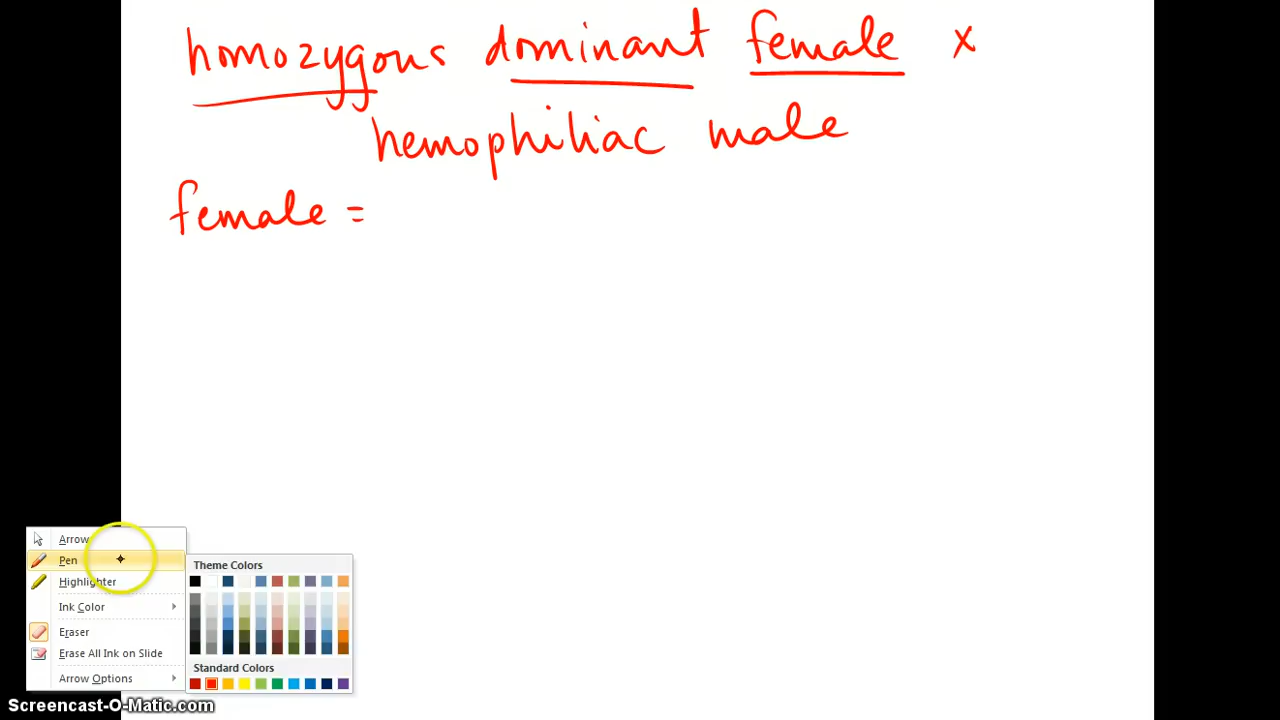 homozygous dominant female x
hemophiliac male
female =
Arrow
Pen
Highlighter
Ink Color
Eraser
Erase All Ink on Slide
Arrow Options
Theme Colors
Standard Colors
Screencast-O-Matic.com